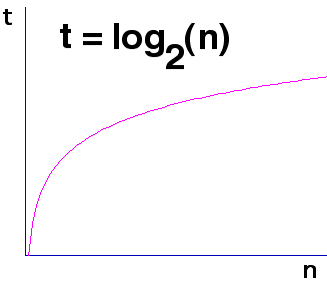 t
t = log₂(n)
n